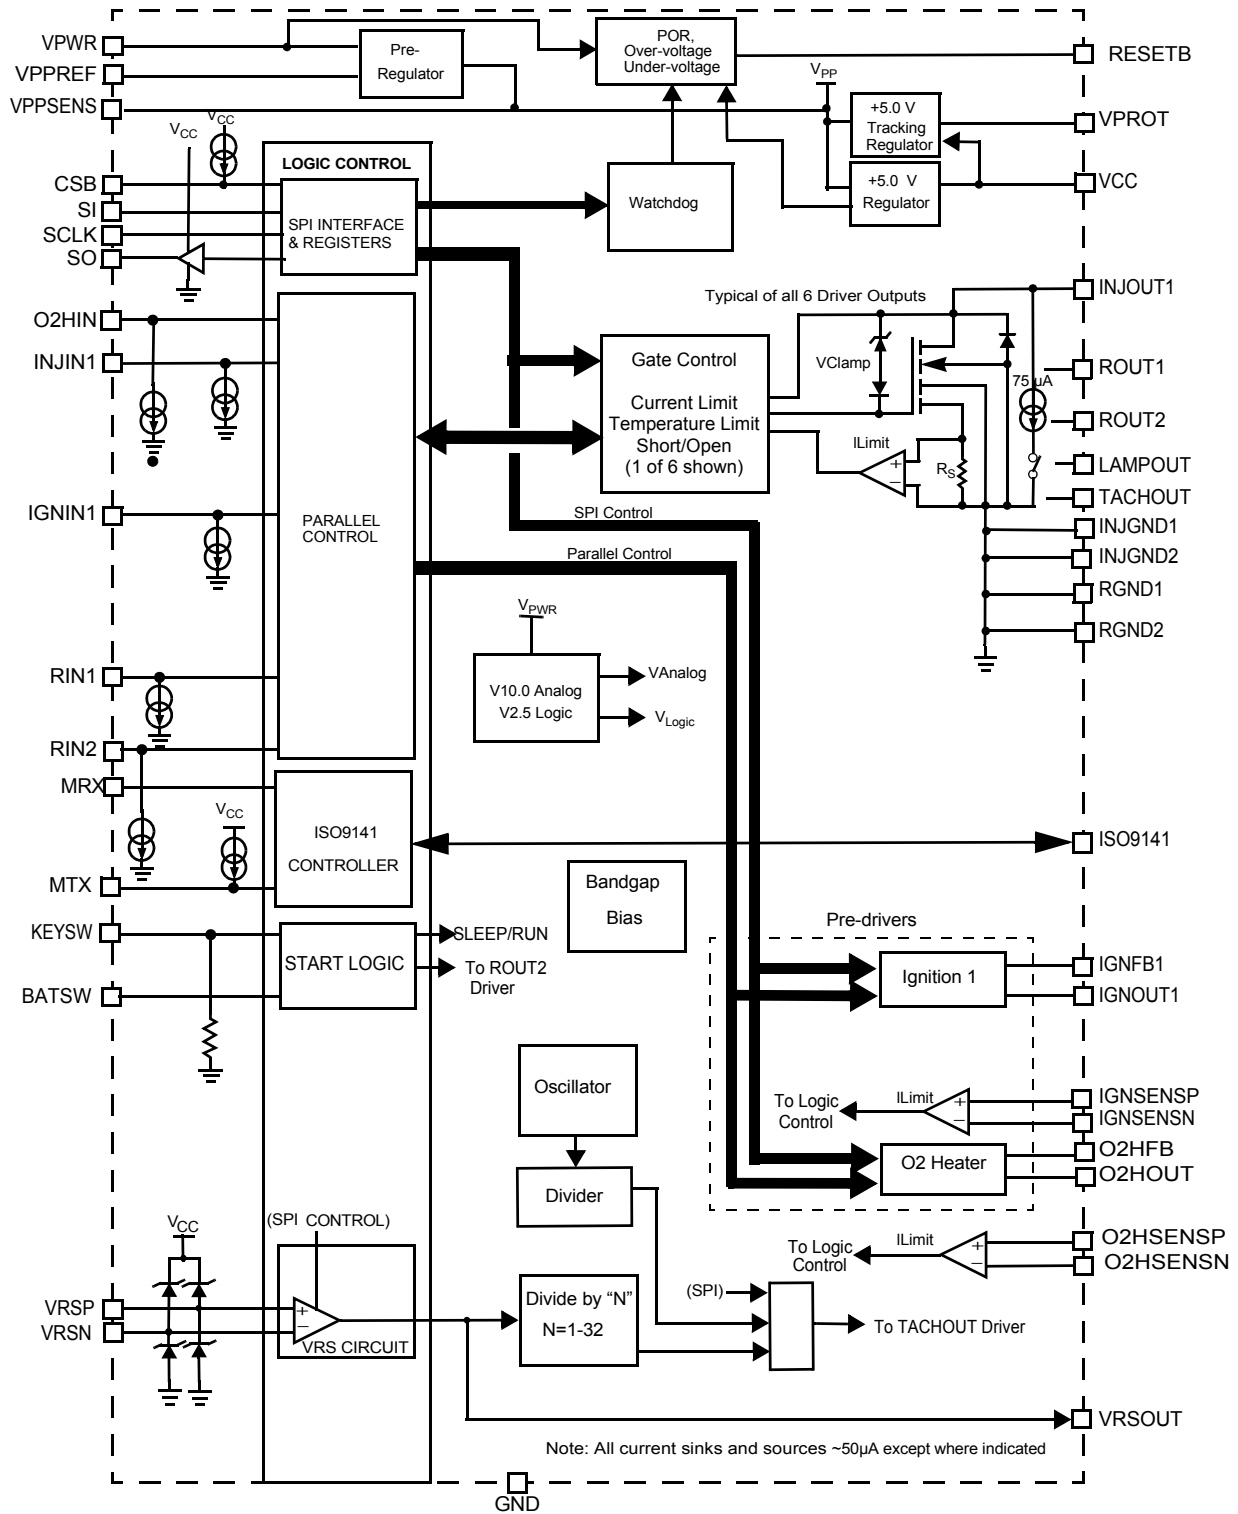 VPWR
VPPREF
VPPSENS
Pre-
Regulator
POR,
Over-voltage
Under-voltage
RESETB
VPP
+5.0 V
Tracking
Regulator
VPROT
+5.0 V
Regulator
VCC
VCC
VCC
LOGIC CONTROL
CSB
SI
SCLK
SO
SPI INTERFACE
& REGISTERS
Watchdog
Typical of all 6 Driver Outputs
INJOUT1
O2HIN
INJIN1
Gate Control
Current Limit
Temperature Limit
Short/Open
(1 of 6 shown)
VClamp
75 µA
ILimit
+
−
RS
ROUT1
ROUT2
LAMPOUT
TACHOUT
INJGND1
INJGND2
RGND1
RGND2
IGNIN1
PARALLEL
CONTROL
SPI Control
Parallel Control
VPWR
V10.0 Analog
V2.5 Logic
VAnalog
VLogic
RIN1
RIN2
MRX
VCC
MTX
ISO9141
CONTROLLER
ISO9141
Bandgap
Bias
KEYSW
BATSW
START LOGIC
SLEEP/RUN
To ROUT2
Driver
Pre-drivers
Ignition 1
IGNFB1
IGNOUT1
Oscillator
Divider
To Logic
Control
ILimit
+
−
IGNSENSP
IGNSENSN
O2 Heater
O2HFB
O2HOUT
To Logic
Control
ILimit
+
−
O2HSENSP
O2HSENSN
VCC
(SPI CONTROL)
VRSP
VRSN
+
−
VRS CIRCUIT
Divide by “N”
N=1-32
(SPI)
To TACHOUT Driver
VRSOUT
Note: All current sinks and sources ~50µA except where indicated
GND